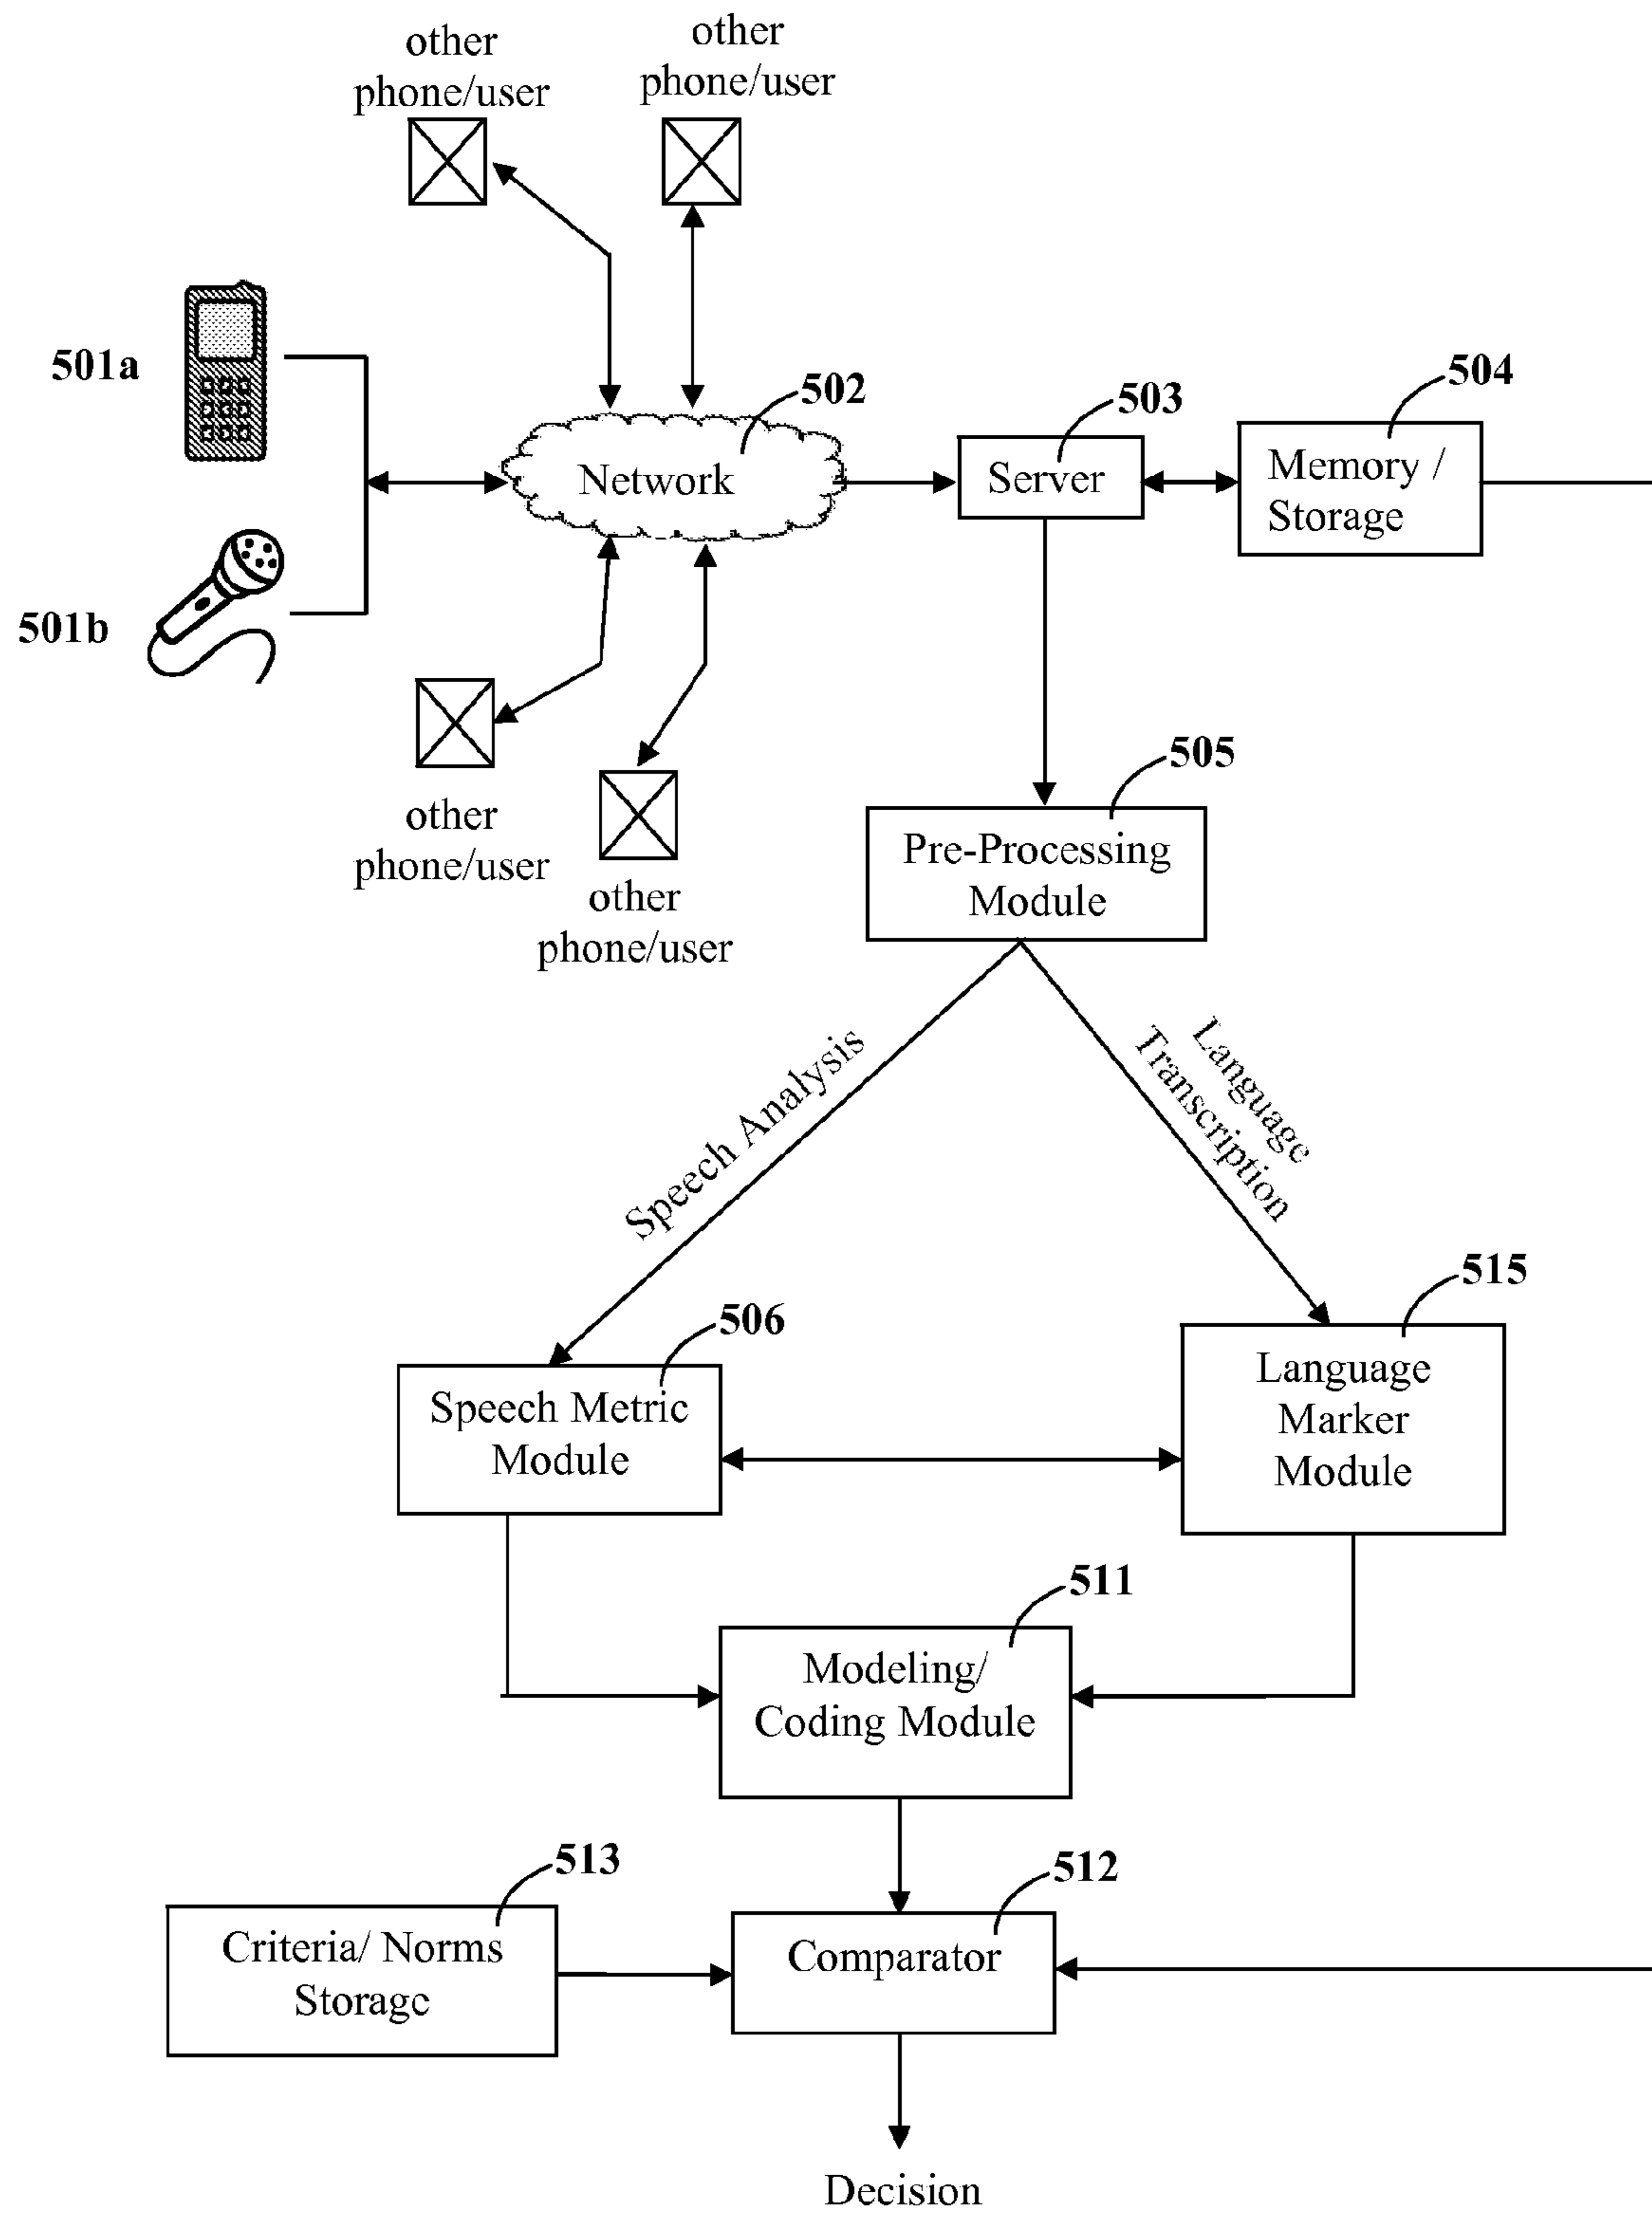 other
phone/user
other
phone/user
501a
502
503
504
Network
Server
Memory /
Storage
501b
505
other
phone/user
Pre-Processing
Module
other
phone/user
Speech Analysis
Language
Transcription
515
506
Language
Marker
Module
Speech Metric
Module
511
Modeling/
Coding Module
513
512
Criteria/ Norms
Storage
Comparator
Decision